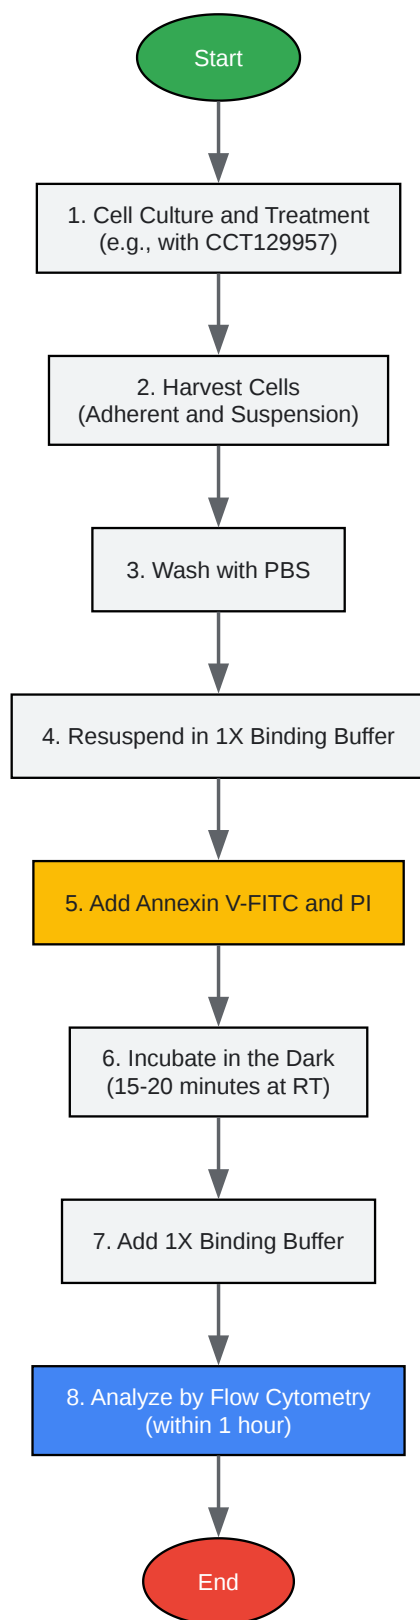 Start
1. Cell Culture and Treatment
(e.g., with CCT129957)
2. Harvest Cells
(Adherent and Suspension)
3. Wash with PBS
4. Resuspend in 1X Binding Buffer
5. Add Annexin V-FITC and PI
6. Incubate in the Dark
(15-20 minutes at RT)
7. Add 1X Binding Buffer
8. Analyze by Flow Cytometry
(within 1 hour)
End